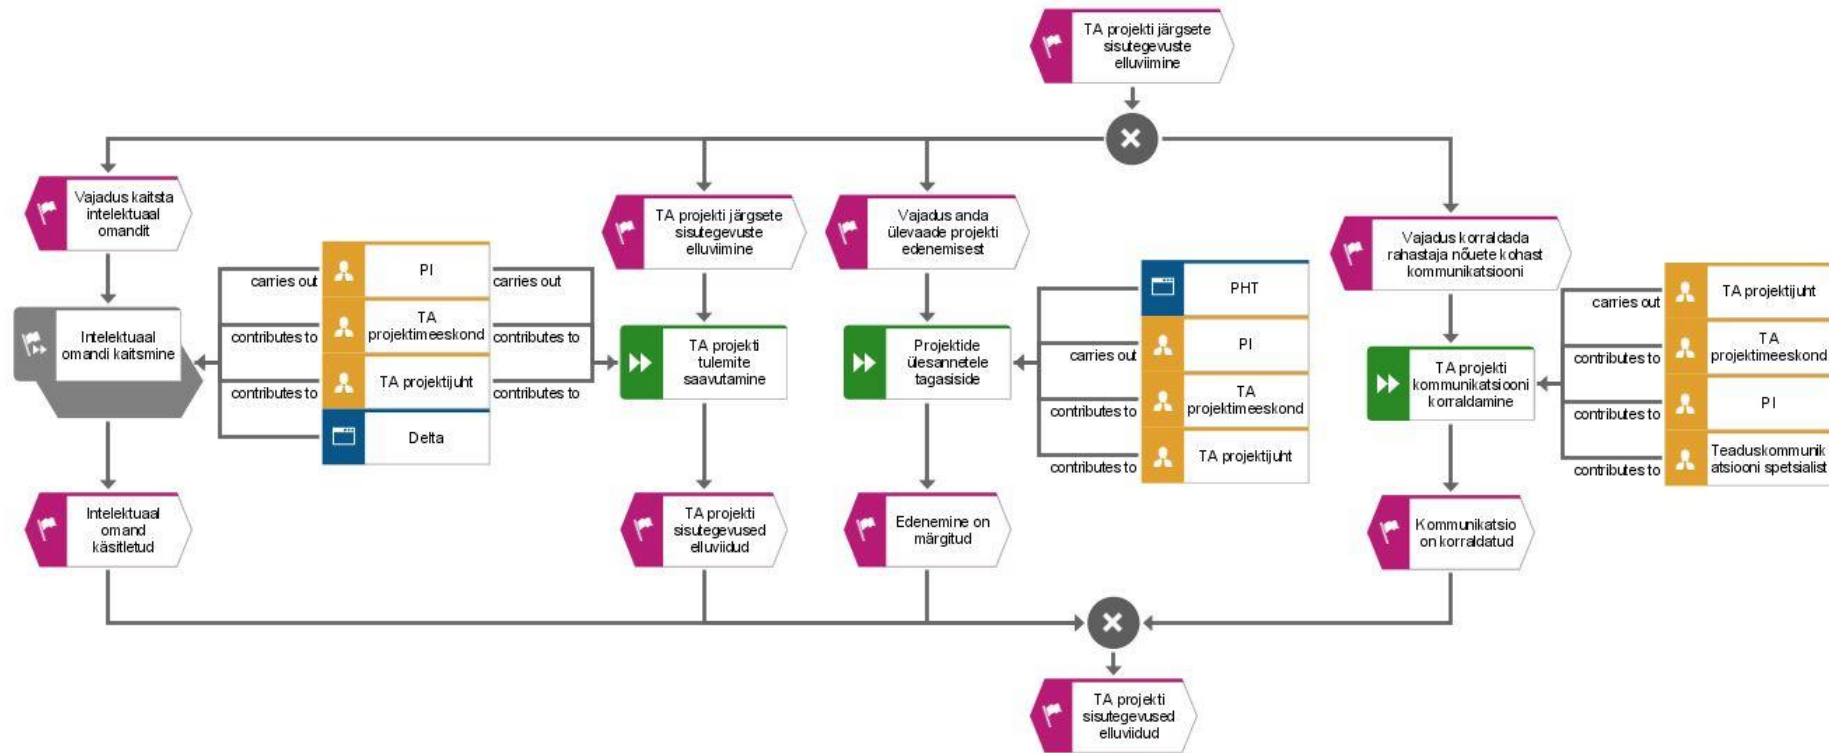 TA projekti järgsete
sisutegevuste
elluviimine
Vajadus kaitsta
intelektuaal
omandit
TA projekti järgsete
sisutegevuste
elluviimine
Vajadus anda
ülevaade projekti
edenemisest
Vajadus korraldada
rahastaja nõuete kohast
kommunikatsiooni
Intelektuaal
omandi kaitsmine
carries out
contributes to
contributes to
PI
TA
projektimeeskond
TA projektijuht
Delta
carries out
contributes to
contributes to
TA projekti
tulemite
saavutamine
Projektide
ülesannetele
tagasiside
carries out
contributes to
contributes to
PHT
PI
TA
projektimeeskond
TA projektijuht
TA projekti
kommunikatsiooni
korraldamine
carries out
contributes to
contributes to
contributes to
TA projektijuht
TA
projektimeeskond
PI
Teaduskommunik
atsiooni spetsialist
Intelektuaal
omand
käsitletud
TA projekti
sisutegevused
elluviidud
Edenemine on
märgitud
Kommunikatsio
on korraldatud
TA projekti
sisutegevused
elluviidud